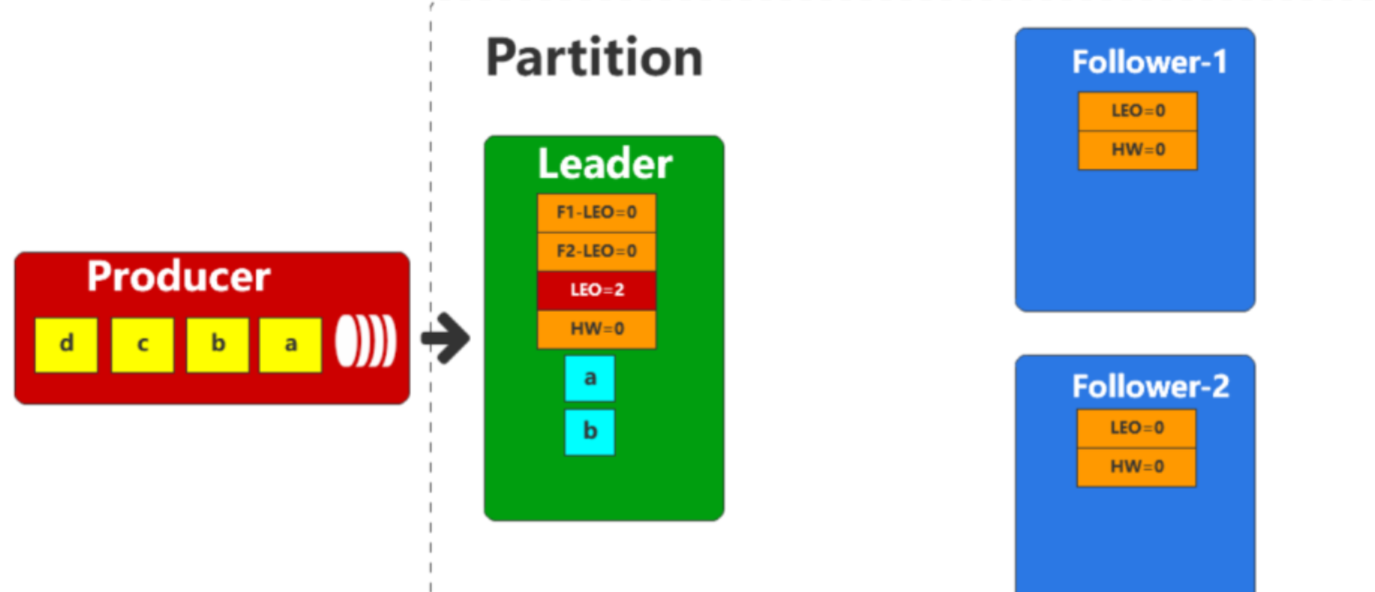 Partition
Producer
d c b a
Leader
F1-LEO=0
F2-LEO=0
LEO=2
HW=0
a
b
Follower-1
LEO=0
HW=0
Follower-2
LEO=0
HW=0